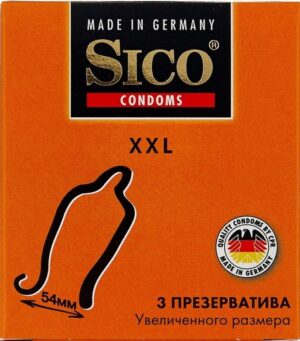 MADE IN GERMANY
SICO®
CONDOMS
XXL
QUALITY CONDOMS BY CPR
MADE IN GERMANY
54мм
3 ПРЕЗЕРВАТИВА
Увеличенного размера